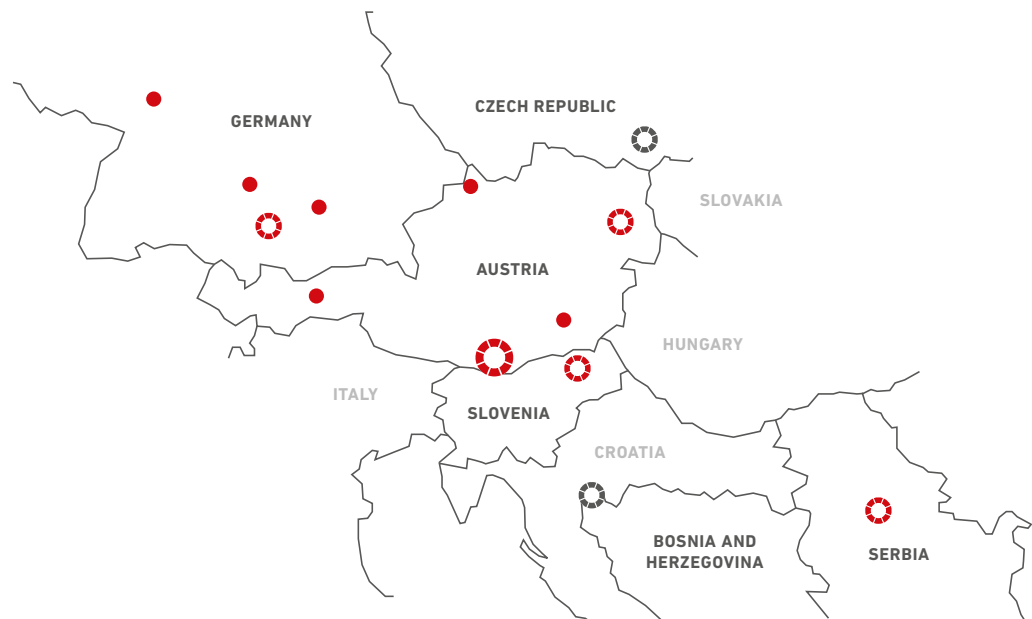 CZECH REPUBLIC
GERMANY
SLOVAKIA
AUSTRIA
HUNGARY
ITALY
SLOVENIA
CROATIA
BOSNIA AND
HERZEGOVINA
SERBIA